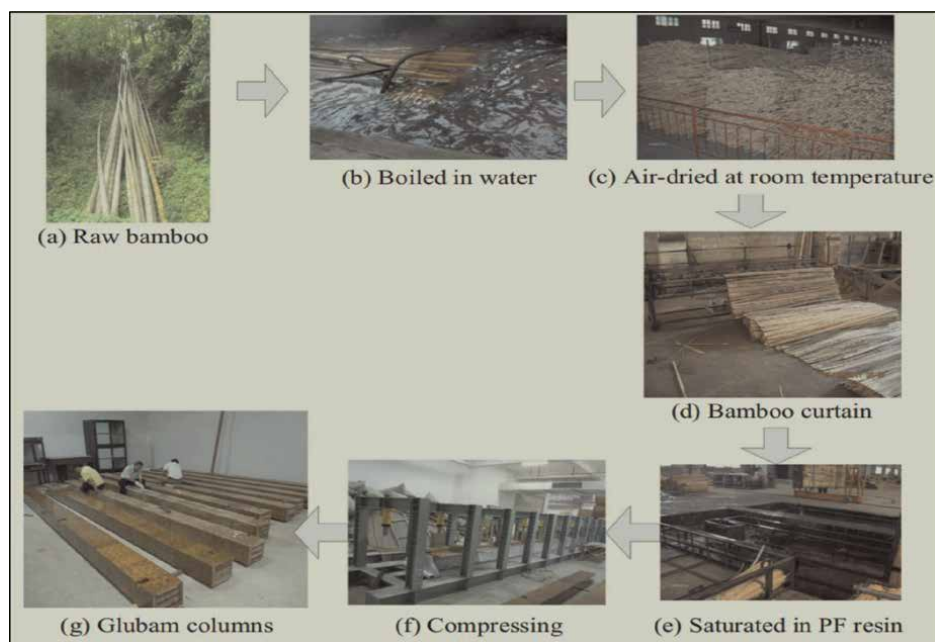 (a) Raw bamboo
(b) Boiled in water
(c) Air-dried at room temperature
(d) Bamboo curtain
(e) Saturated in PF resin
(f) Compressing
(g) Glubam columns